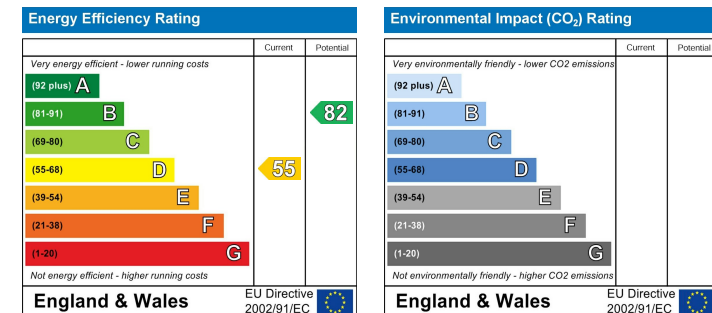 Energy Efficiency Rating
Current Potential
Very energy efficient - lower running costs
(92 plus) A
(81-91) B
82
(69-80) C
(55-68) D
55
(39-54) E
(21-38) F
(1-20) G
Not energy efficient - higher running costs
England & Wales
EU Directive
2002/91/EC
Environmental Impact (CO₂) Rating
Current Potential
Very environmentally friendly - lower CO2 emissions
(92 plus) A
(81-91) B
(69-80) C
(55-68) D
(39-54) E
(21-38) F
(1-20) G
Not environmentally friendly - higher CO2 emissions
England & Wales
EU Directive
2002/91/EC